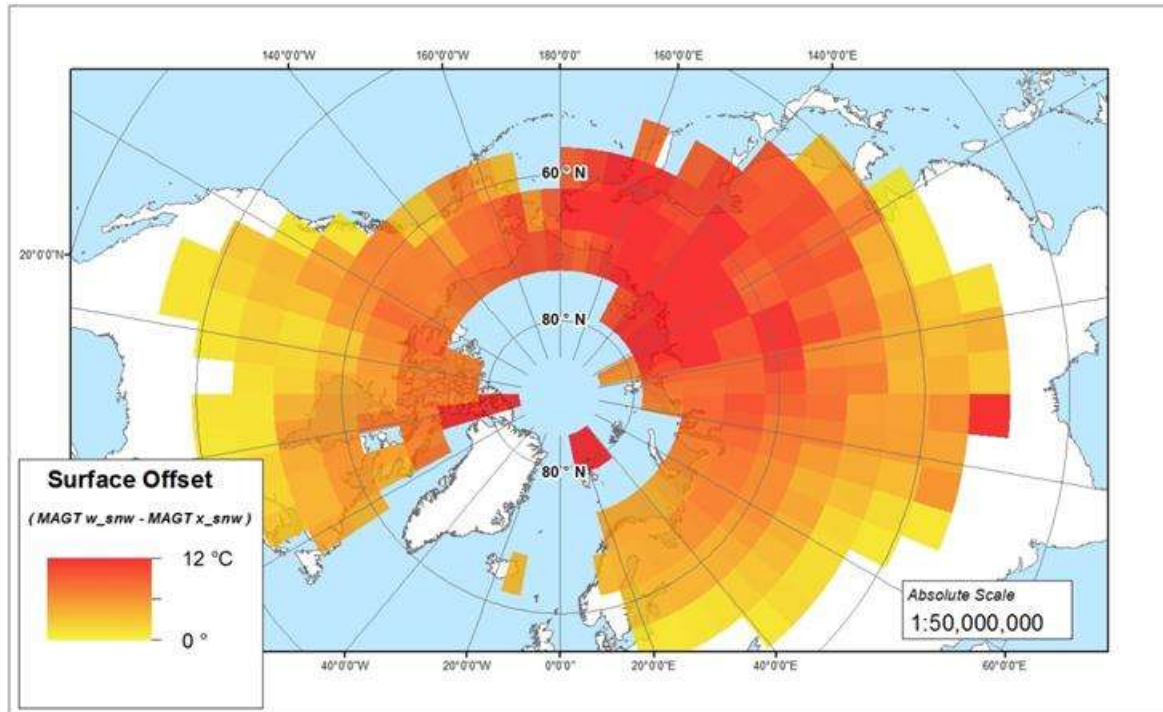 140°0'0"W 160°0'0"W 180°0'0" 160°0'0"E 140°0'0"E
60 ° N
20°0'0"N
80 ° N
80 ° N
Surface Offset
( MAGT w_snw - MAGT x_snw )
12 °C
0 °
Absolute Scale
1:50,000,000
40°0'0"W 20°0'0"W 0°0'0" 20°0'0"E 40°0'0"E 60°0'0"E